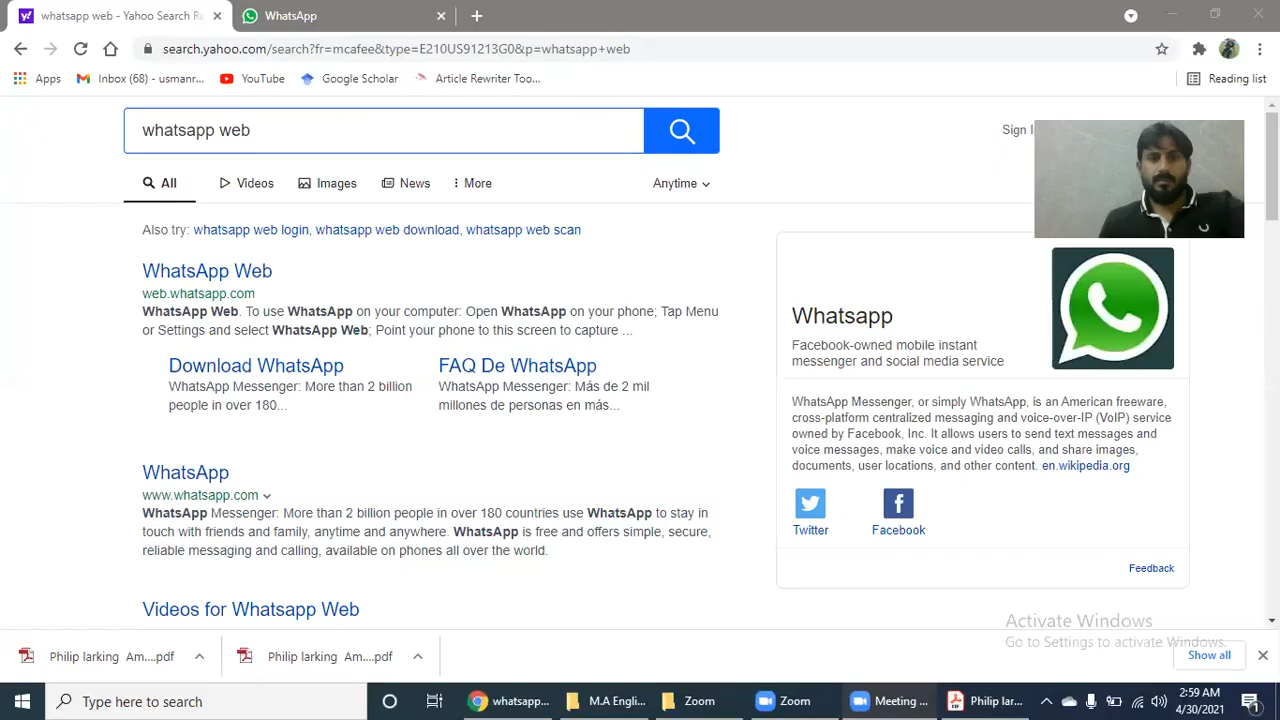 whatsapp web - Yahoo Search R
WhatsApp
search.yahoo.com/search?fr=mcafee&type=E210US91213G0&p=whatsapp+web
Apps
Inbox (68) - usmanr...
YouTube
Google Scholar
Article Rewriter Too...
Reading list
whatsapp web
Sign I
All
Videos
Images
News
More
Anytime
Also try: whatsapp web login, whatsapp web download, whatsapp web scan
WhatsApp Web
web.whatsapp.com
WhatsApp Web. To use WhatsApp on your computer: Open WhatsApp on your phone; Tap Menu
or Settings and select WhatsApp Web; Point your phone to this screen to capture ...
Download WhatsApp
WhatsApp Messenger: More than 2 billion
people in over 180...
FAQ De WhatsApp
WhatsApp Messenger: Más de 2 mil
millones de personas en más...
WhatsApp
www.whatsapp.com
WhatsApp Messenger: More than 2 billion people in over 180 countries use WhatsApp to stay in
touch with friends and family, anytime and anywhere. WhatsApp is free and offers simple, secure,
reliable messaging and calling, available on phones all over the world.
Videos for Whatsapp Web
Whatsapp
Facebook-owned mobile instant
messenger and social media service
WhatsApp Messenger, or simply WhatsApp, is an American freeware,
cross-platform centralized messaging and voice-over-IP (VoIP) service
owned by Facebook, Inc. It allows users to send text messages and
voice messages, make voice and video calls, and share images,
documents, user locations, and other content. en.wikipedia.org
Twitter
Facebook
Feedback
Activate Windows
Go to Settings to activate Windows.
Philip larking Am....pdf
Philip larking Am....pdf
Show all
Type here to search
whatsapp...
M.A Engli...
Zoom
Zoom
Meeting ...
Philip lar...
2:59 AM
4/30/2021
1